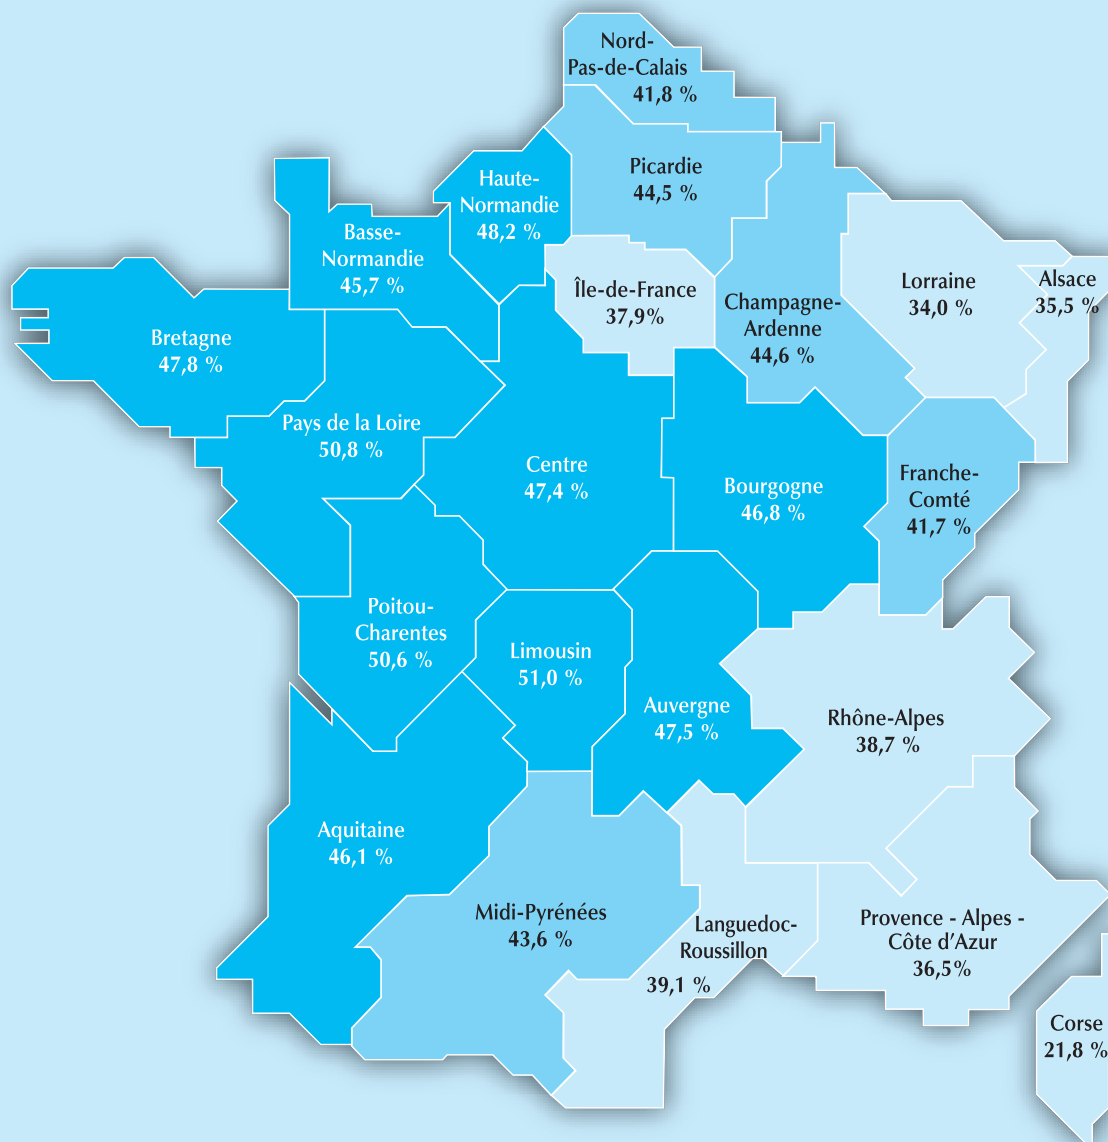 Nord-
Pas-de-Calais
41,8 %
Picardie
44,5 %
Haute-
Normandie
48,2 %
Basse-
Normandie
45,7 %
Île-de-France
37,9%
Champagne-
Ardenne
44,6 %
Lorraine
34,0 %
Alsace
35,5 %
Bretagne
47,8 %
Pays de la Loire
50,8 %
Centre
47,4 %
Bourgogne
46,8 %
Franche-
Comté
41,7 %
Poitou-
Charentes
50,6 %
Limousin
51,0 %
Auvergne
47,5 %
Rhône-Alpes
38,7 %
Aquitaine
46,1 %
Midi-Pyrénées
43,6 %
Languedoc-
Roussillon
39,1 %
Provence - Alpes -
Côte d'Azur
36,5%
Corse
21,8 %